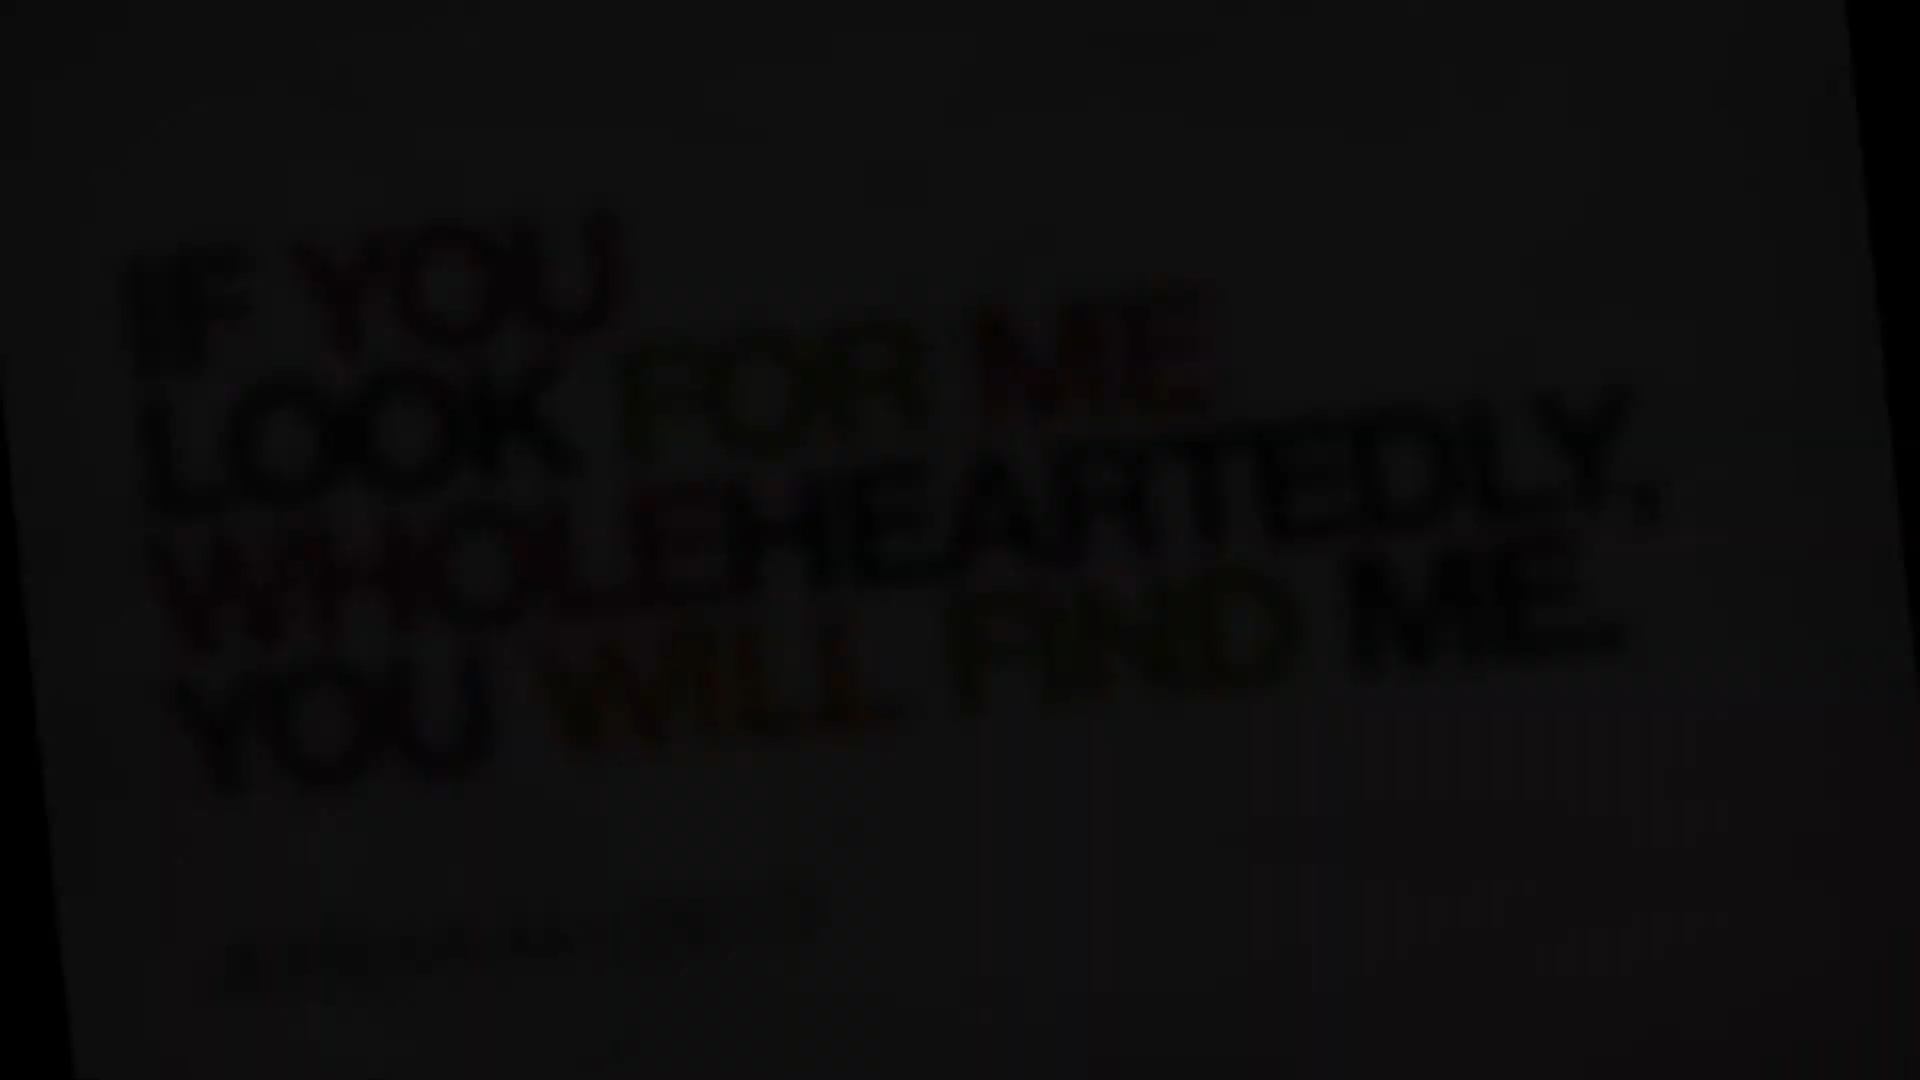 IF YOU
LOOK FOR ME
WHOLEHEARTEDLY,
YOU WILL FIND ME.